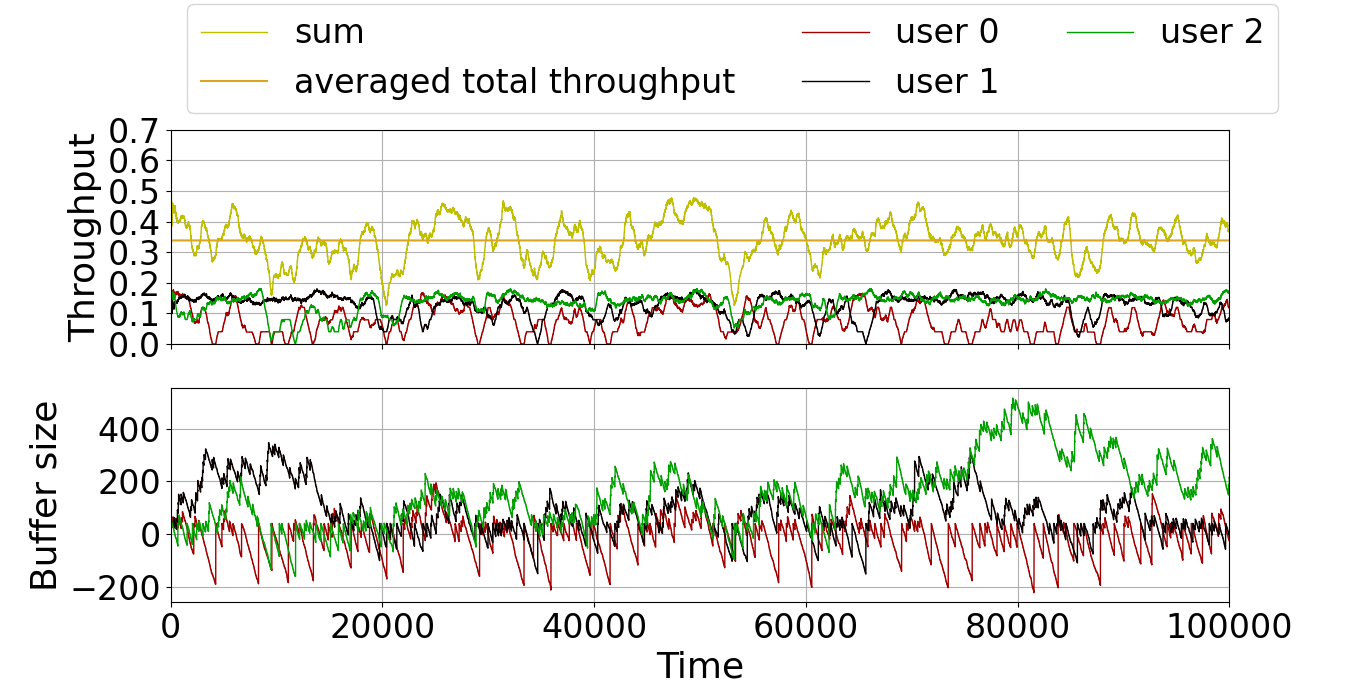 sum
averaged total throughput
user 0
user 1
user 2
Throughput
0.7
0.6
0.5
0.4
0.3
0.2
0.1
0.0
Buffer size
400
200
0
−200
0 20000 40000 60000 80000 100000
Time